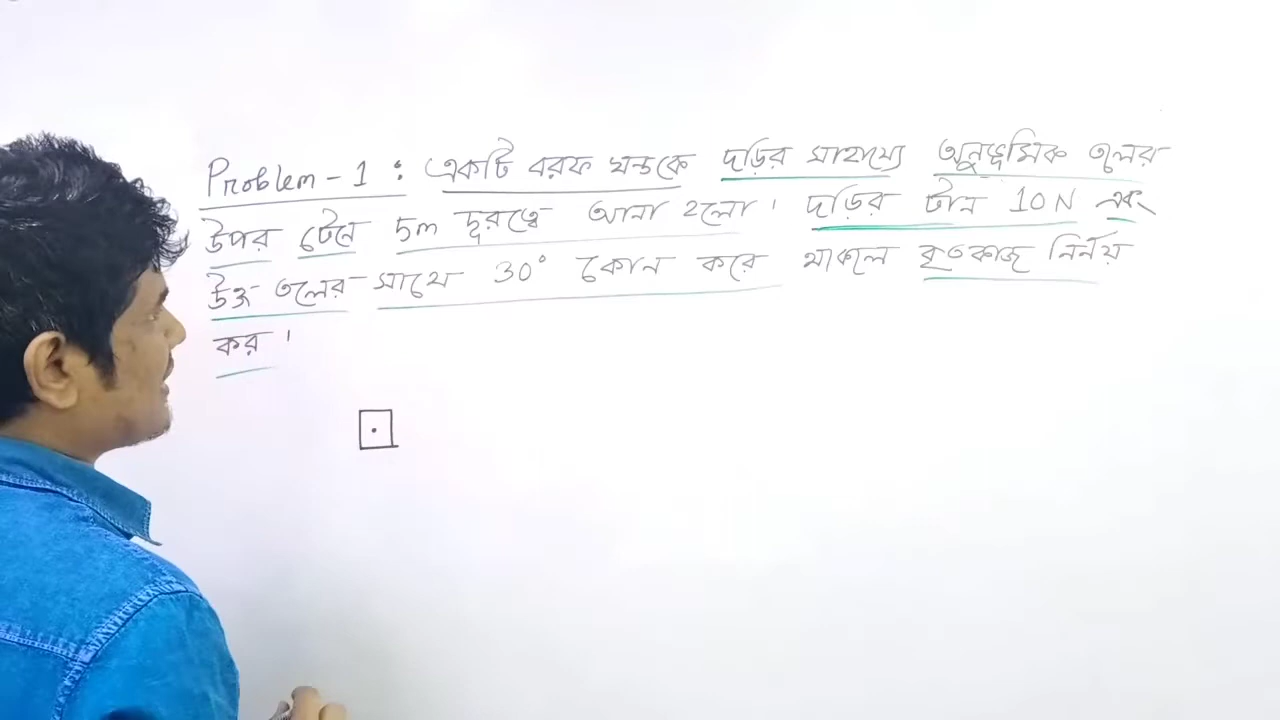 Problem - 1 : একটি বরফ খন্ডকে দড়ির সাহায্যে অনুভূমিক তলের
উপর টেনে 5m দূরত্বে আনা হলো। দড়ির টান 10N এবং
উক্ত তলের সাথে 30° কোন করে থাকলে কৃতকাজ নির্নয়
কর।